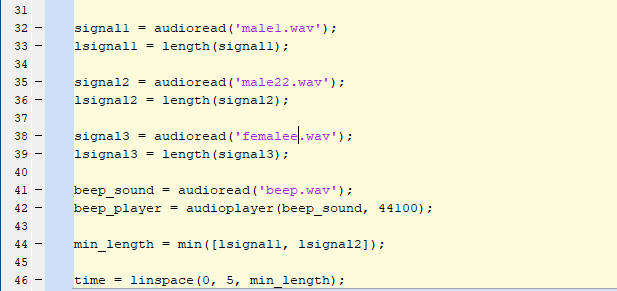 31
32 – signal1 = audioread('male1.wav');
33 – lsignal1 = length(signal1);
34
35 – signal2 = audioread('male22.wav');
36 – lsignal2 = length(signal2);
37
38 – signal3 = audioread('femalee.wav');
39 – lsignal3 = length(signal3);
40
41 – beep_sound = audioread('beep.wav');
42 – beep_player = audioplayer(beep_sound, 44100);
43
44 – min_length = min([lsignal1, lsignal2]);
45
46 – time = linspace(0, 5, min_length);